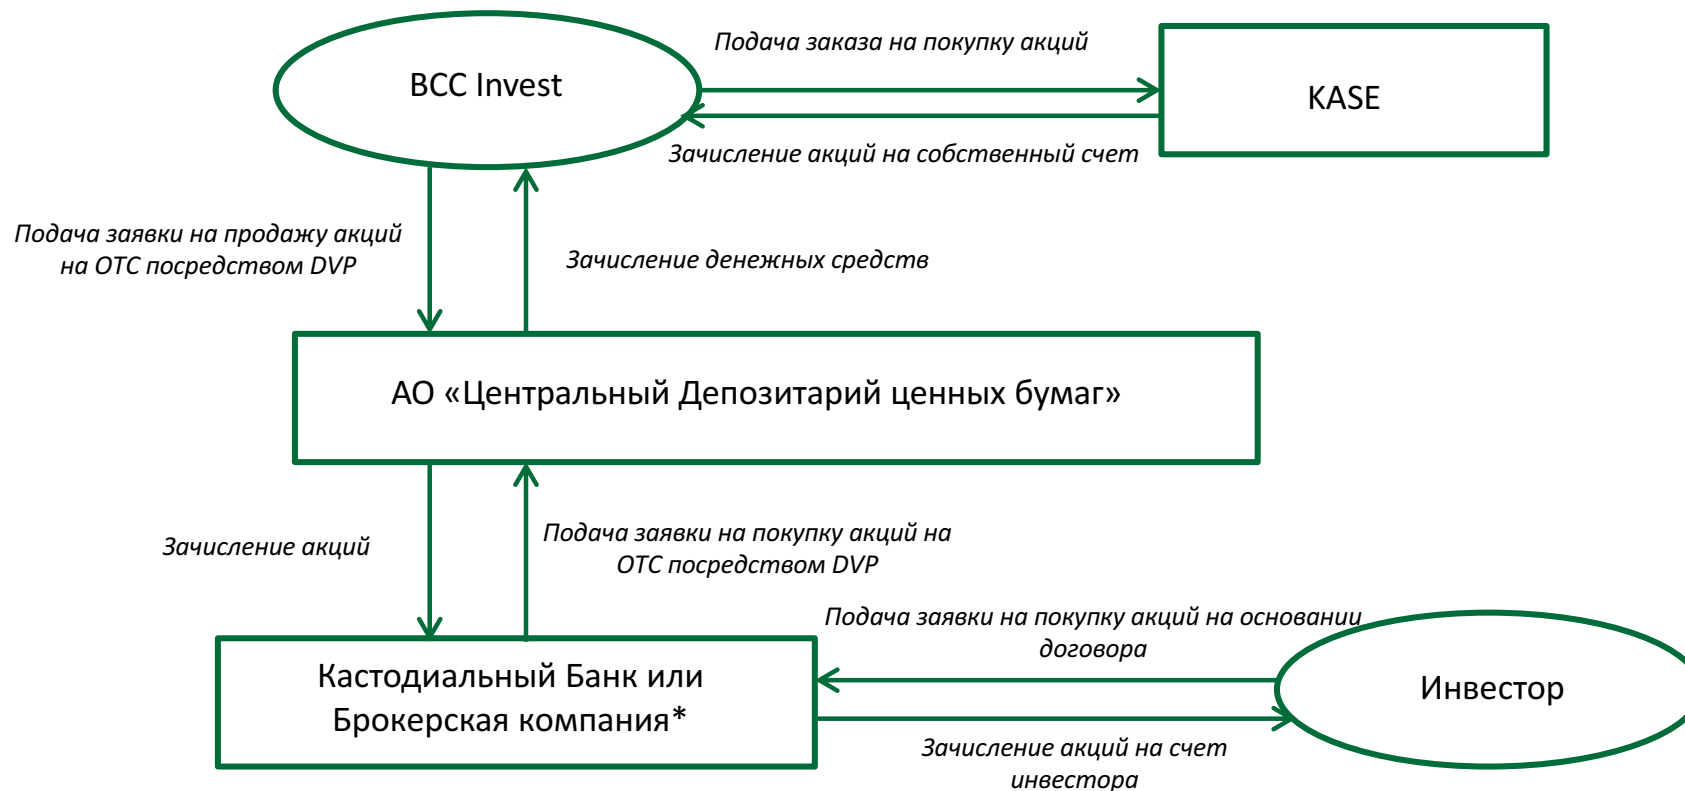 Подача заказа на покупку акций
BCC Invest
KASE
Зачисление акций на собственный счет
Подача заявки на продажу акций
на ОТС посредством DVP
Зачисление денежных средств
АО «Центральный Депозитарий ценных бумаг»
Зачисление акций
Подача заявки на покупку акций на
ОТС посредством DVP
Подача заявки на покупку акций на основании
договора
Кастодиальный Банк или
Брокерская компания*
Инвестор
Зачисление акций на счет
инвестора